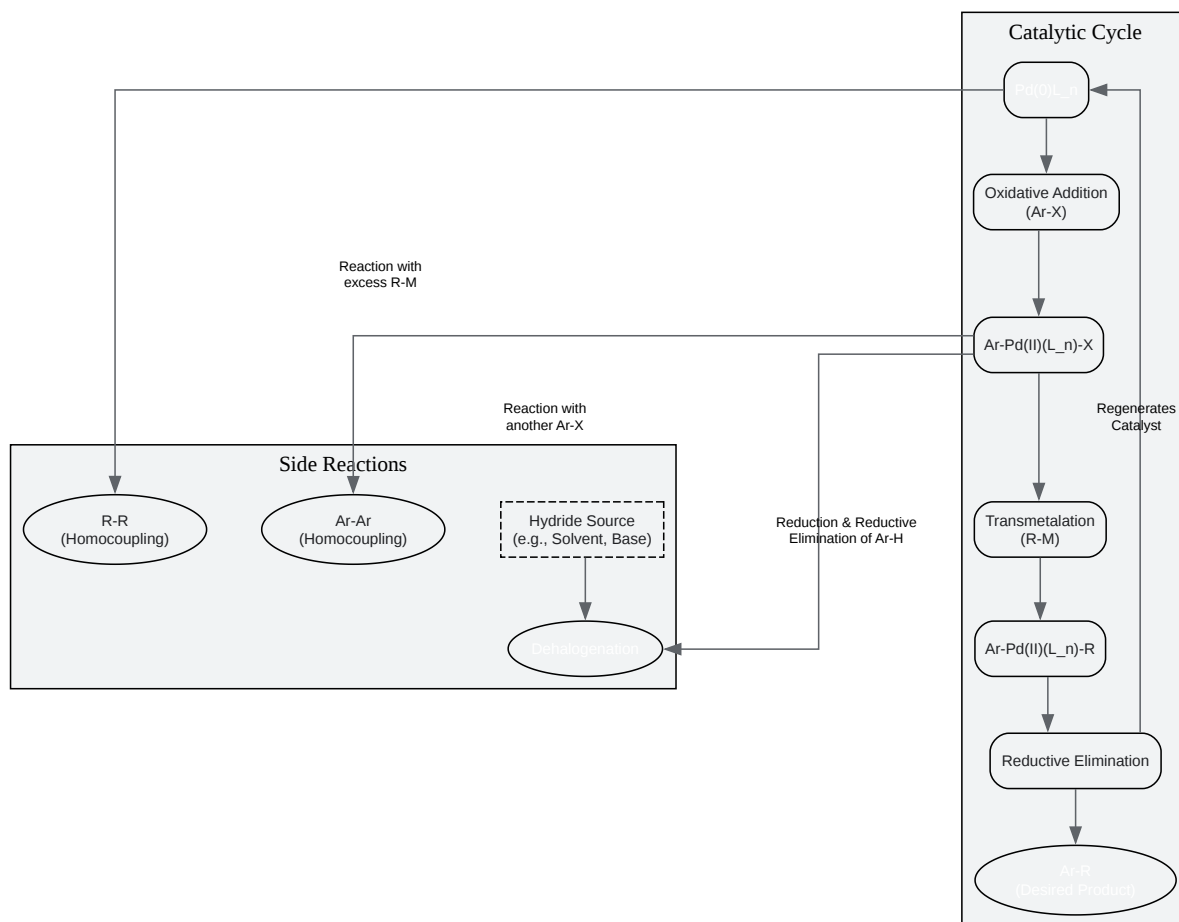 Catalytic Cycle
Pd(0)L_n
Oxidative Addition
(Ar-X)
Reaction with
excess R-M
Ar-Pd(II)(L_n)-X
Reaction with
another Ar-X
Regenerates
Catalyst
Side Reactions
R-R
(Homocoupling)
Ar-Ar
(Homocoupling)
Hydride Source
(e.g., Solvent, Base)
Reduction & Reductive
Elimination of Ar-H
Transmetalation
(R-M)
Debalogenation
Ar-Pd(II)(L_n)-R
Reductive Elimination
Ar-R
(Desired Product)